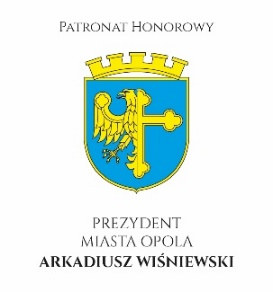 Patronat Honorowy
PREZYDENT
MIASTA OPOLA
ARKADIUSZ WIŚNIEWSKI